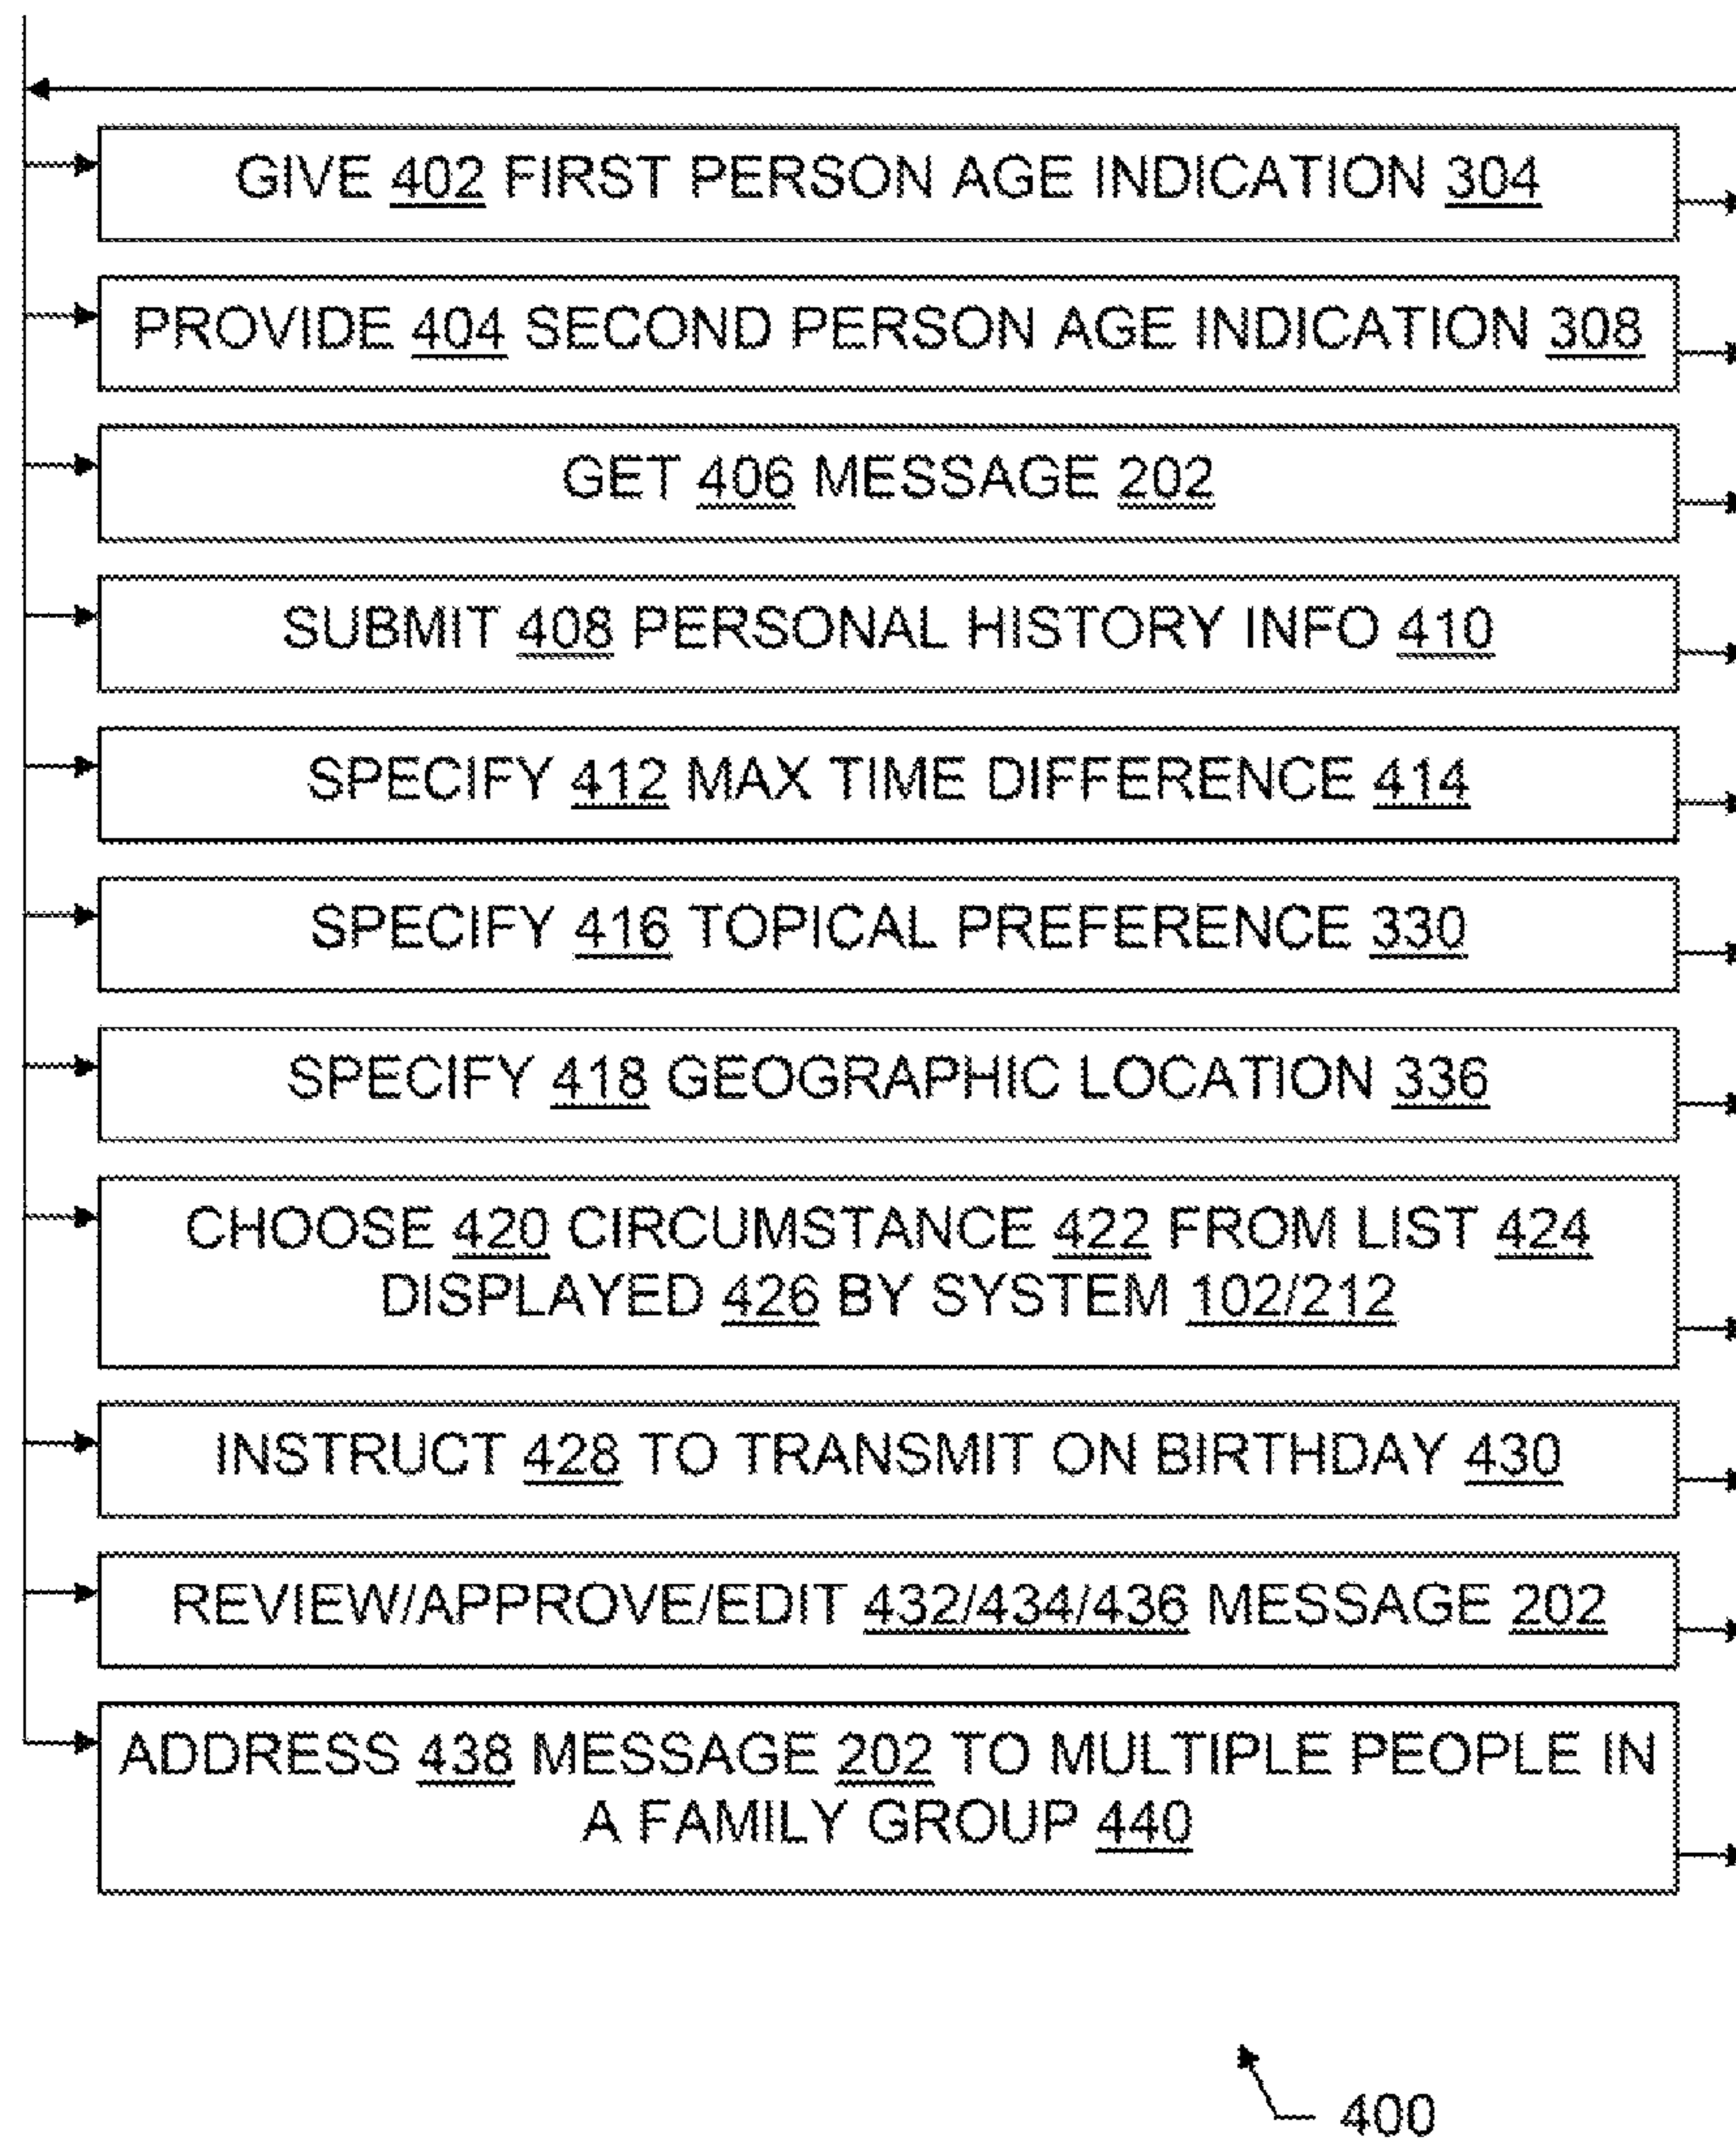 GIVE 402 FIRST PERSON AGE INDICATION 304
PROVIDE 404 SECOND PERSON AGE INDICATION 308
GET 406 MESSAGE 202
SUBMIT 408 PERSONAL HISTORY INFO 410
SPECIFY 412 MAX TIME DIFFERENCE 414
SPECIFY 416 TOPICAL PREFERENCE 330
SPECIFY 418 GEOGRAPHIC LOCATION 336
CHOOSE 420 CIRCUMSTANCE 422 FROM LIST 424
DISPLAYED 426 BY SYSTEM 102/212
INSTRUCT 428 TO TRANSMIT ON BIRTHDAY 430
REVIEW/APPROVE/EDIT 432/434/436 MESSAGE 202
ADDRESS 438 MESSAGE 202 TO MULTIPLE PEOPLE IN
A FAMILY GROUP 440
400